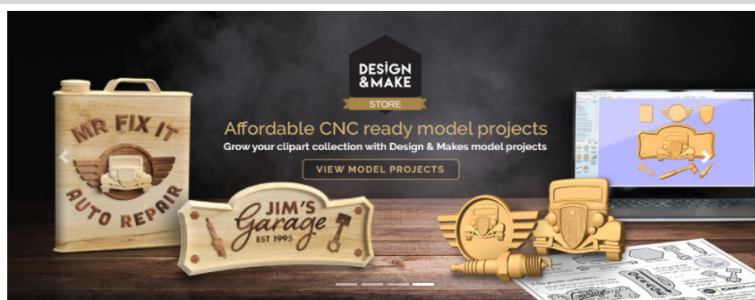 DESIGN
& MAKE
STORE
Affordable CNC ready model projects
Grow your clipart collection with Design & Makes model projects
VIEW MODEL PROJECTS
MR FIX IT
AUTO REPAIR
JIM'S
Garage
EST 1995